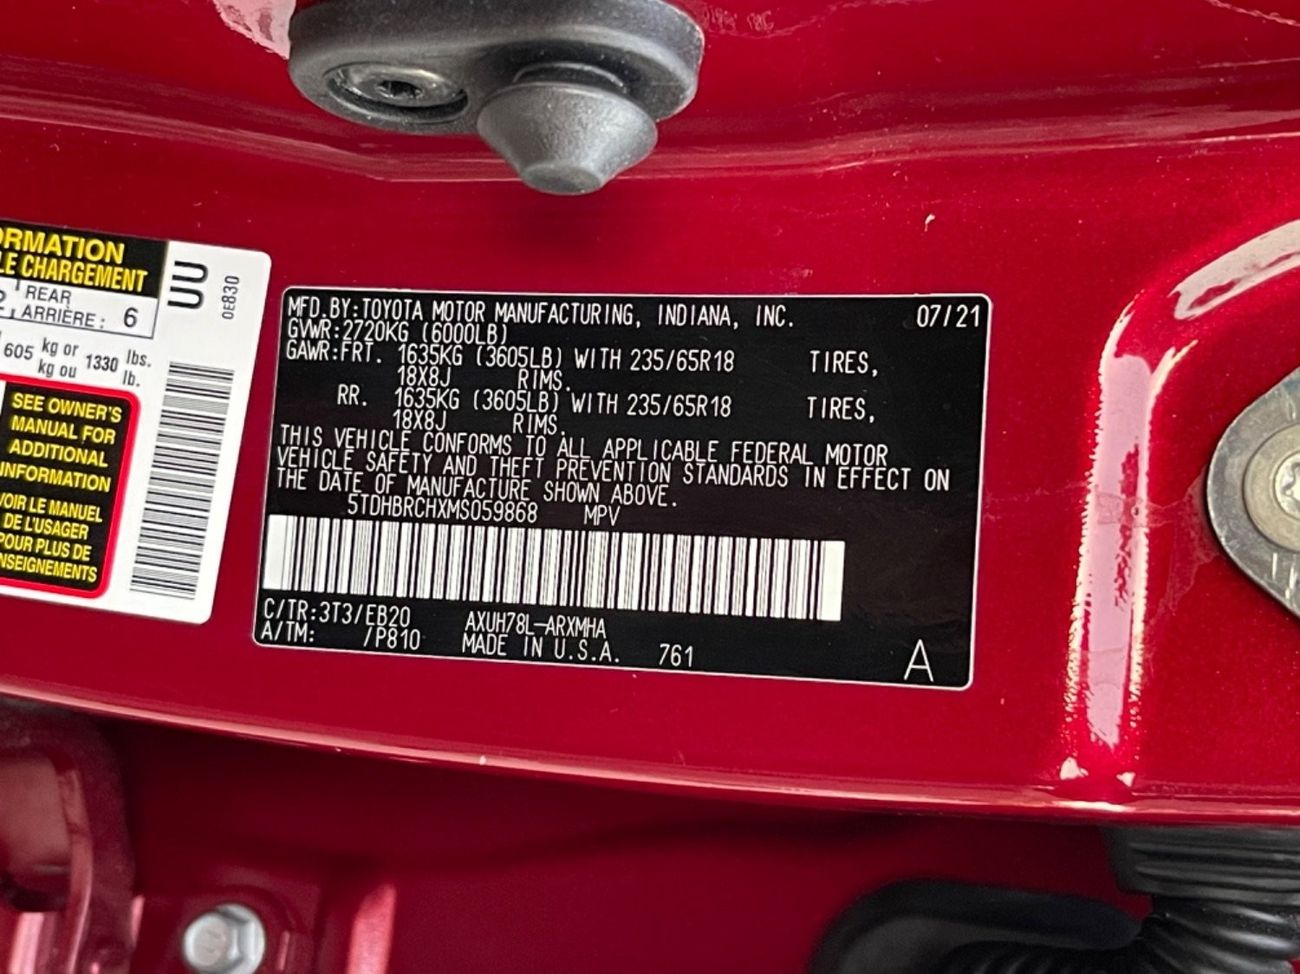 ORMATION
LE CHARGEMENT
REAR
ARRIÈRE : 6
605 kg or 1330 lbs.
kg ou lb.
SEE OWNER'S
MANUAL FOR
ADDITIONAL
INFORMATION
VOIR LE MANUEL
DE L'USAGER
POUR PLUS DE
NSEIGNEMENTS
UU
0E830
MFD.BY:TOYOTA MOTOR MANUFACTURING, INDIANA, INC. 07/21
GVWR:2720KG (6000LB)
GAWR:FRT. 1635KG (3605LB) WITH 235/65R18 TIRES,
18X8J RIMS.
RR. 1635KG (3605LB) WITH 235/65R18 TIRES,
18X8J RIMS.
THIS VEHICLE CONFORMS TO ALL APPLICABLE FEDERAL MOTOR
VEHICLE SAFETY AND THEFT PREVENTION STANDARDS IN EFFECT ON
THE DATE OF MANUFACTURE SHOWN ABOVE.
5TDHBRCHXMS059868 MPV
C/TR:3T3/EB20 AXUH78L-ARXMHA
A/TM: /P810 MADE IN U.S.A. 761 A